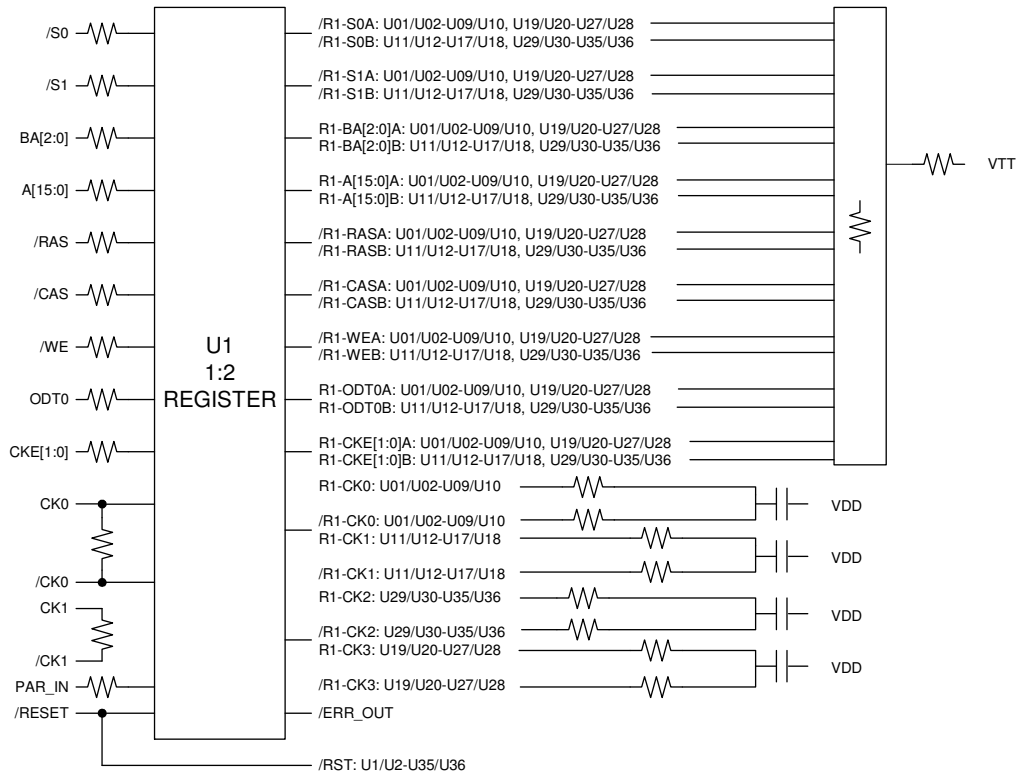 /S0
/S1
BA[2:0]
A[15:0]
/RAS
/CAS
/WE
ODT0
CKE[1:0]
CK0
/CK0
CK1
/CK1
PAR_IN
/RESET
U1
1:2
REGISTER
/R1-S0A: U01/U02-U09/U10, U19/U20-U27/U28
/R1-S0B: U11/U12-U17/U18, U29/U30-U35/U36
/R1-S1A: U01/U02-U09/U10, U19/U20-U27/U28
/R1-S1B: U11/U12-U17/U18, U29/U30-U35/U36
R1-BA[2:0]A: U01/U02-U09/U10, U19/U20-U27/U28
R1-BA[2:0]B: U11/U12-U17/U18, U29/U30-U35/U36
R1-A[15:0]A: U01/U02-U09/U10, U19/U20-U27/U28
R1-A[15:0]B: U11/U12-U17/U18, U29/U30-U35/U36
/R1-RASA: U01/U02-U09/U10, U19/U20-U27/U28
/R1-RASB: U11/U12-U17/U18, U29/U30-U35/U36
/R1-CASA: U01/U02-U09/U10, U19/U20-U27/U28
/R1-CASB: U11/U12-U17/U18, U29/U30-U35/U36
/R1-WEA: U01/U02-U09/U10, U19/U20-U27/U28
/R1-WEB: U11/U12-U17/U18, U29/U30-U35/U36
R1-ODT0A: U01/U02-U09/U10, U19/U20-U27/U28
R1-ODT0B: U11/U12-U17/U18, U29/U30-U35/U36
R1-CKE[1:0]A: U01/U02-U09/U10, U19/U20-U27/U28
R1-CKE[1:0]B: U11/U12-U17/U18, U29/U30-U35/U36
R1-CK0: U01/U02-U09/U10
/R1-CK0: U01/U02-U09/U10
R1-CK1: U11/U12-U17/U18
/R1-CK1: U11/U12-U17/U18
R1-CK2: U29/U30-U35/U36
/R1-CK2: U29/U30-U35/U36
R1-CK3: U19/U20-U27/U28
/R1-CK3: U19/U20-U27/U28
/ERR_OUT
/RST: U1/U2-U35/U36
VTT
VDD
VDD
VDD
VDD